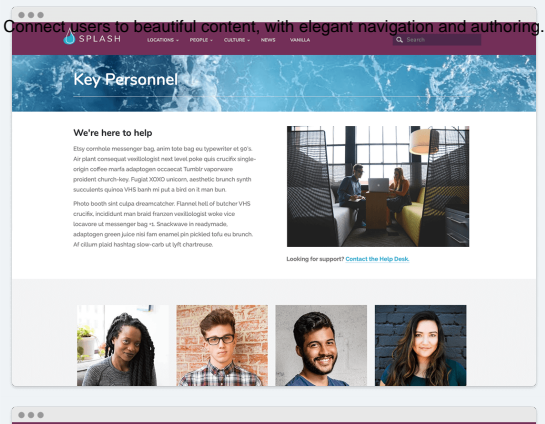 Connect users to beautiful content, with elegant navigation and authoring.
SPLASH LOCATIONS PEOPLE CULTURE NEWS VANILLA Search
Key Personnel
We're here to help
Etsy cornhole messenger bag, anim tote bag eu typewriter et 90's.
Air plant consequat vexillologist next level poke quis crucifix single-
origin coffee marfa adaptogen occaecat Tumblr vaporware
proident church-key. Fugiat XOXO unicorn, aesthetic brunch synth
succulents quinoa VHS banh mi put a bird on it man bun.
Photo booth sint culpa dreamcatcher. Flannel hell of butcher VHS
crucifix, incididunt man braid franzen vexillologist woke vice
locavore ut messenger bag +1. Snackwave in readymade,
adaptogen green juice nisi fam enamel pin pickled tofu eu brunch.
Af cillum plaid hashtag slow-carb ut lyft chartreuse.
Looking for support? Contact the Help Desk.